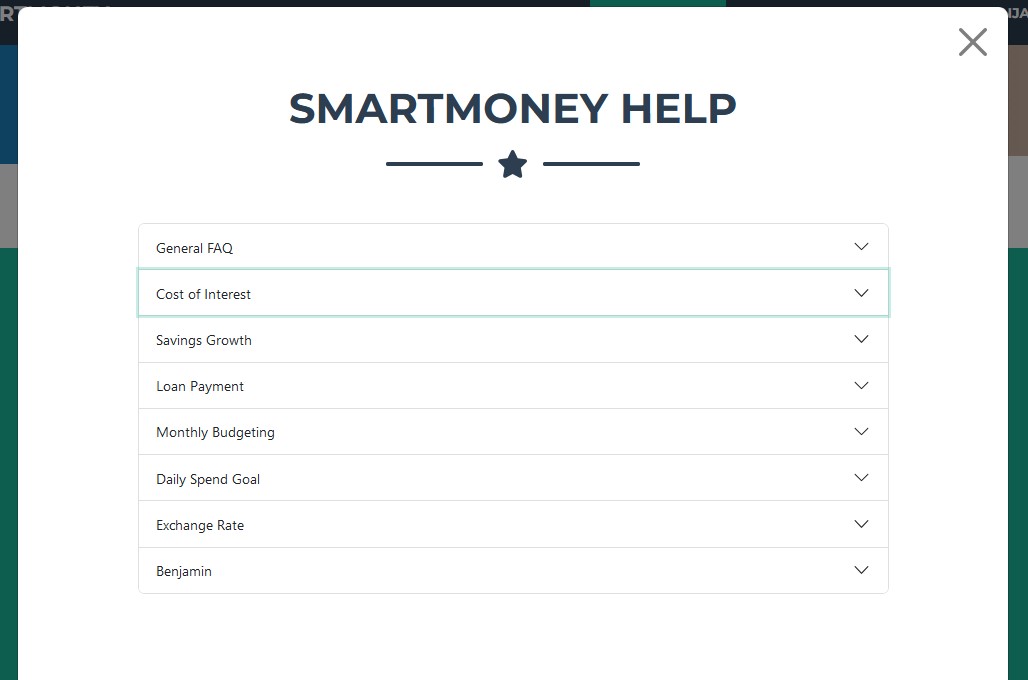 SMARTMONEY HELP
General FAQ
Cost of Interest
Savings Growth
Loan Payment
Monthly Budgeting
Daily Spend Goal
Exchange Rate
Benjamin